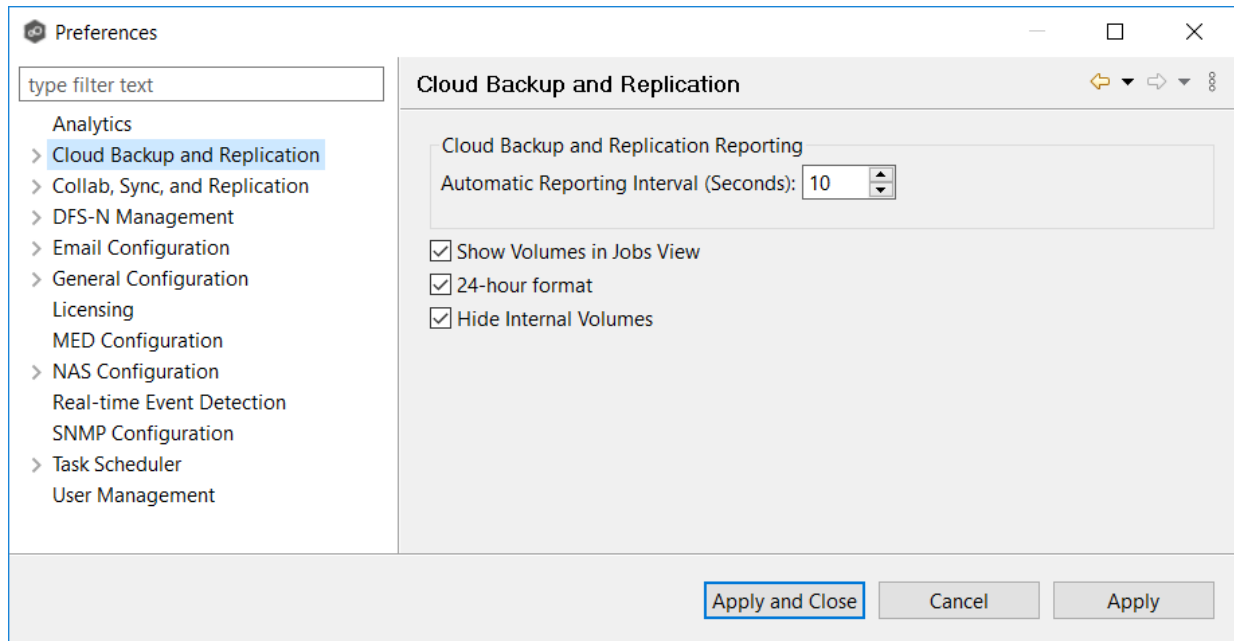 Preferences
type filter text
Analytics
Cloud Backup and Replication
Collab, Sync, and Replication
DFS-N Management
Email Configuration
General Configuration
Licensing
MED Configuration
NAS Configuration
Real-time Event Detection
SNMP Configuration
Task Scheduler
User Management
Cloud Backup and Replication
Cloud Backup and Replication Reporting
Automatic Reporting Interval (Seconds): 10
Show Volumes in Jobs View
24-hour format
Hide Internal Volumes
Apply and Close Cancel Apply